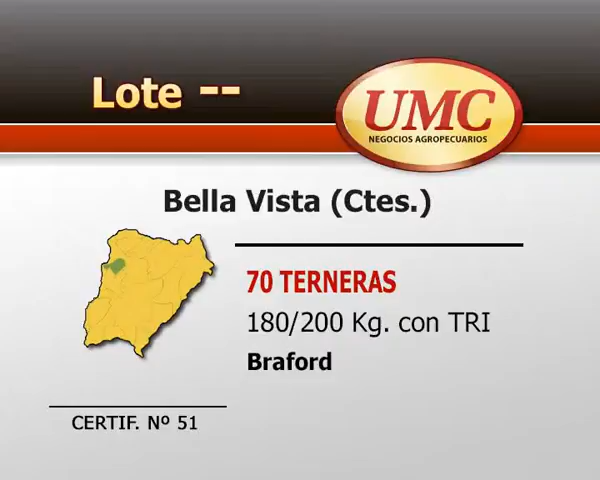 Lote --
UMC
NEGOCIOS AGROPECUARIOS
Bella Vista (Ctes.)
70 TERNERAS
180/200 Kg. con TRI
Braford
CERTIF. Nº 51